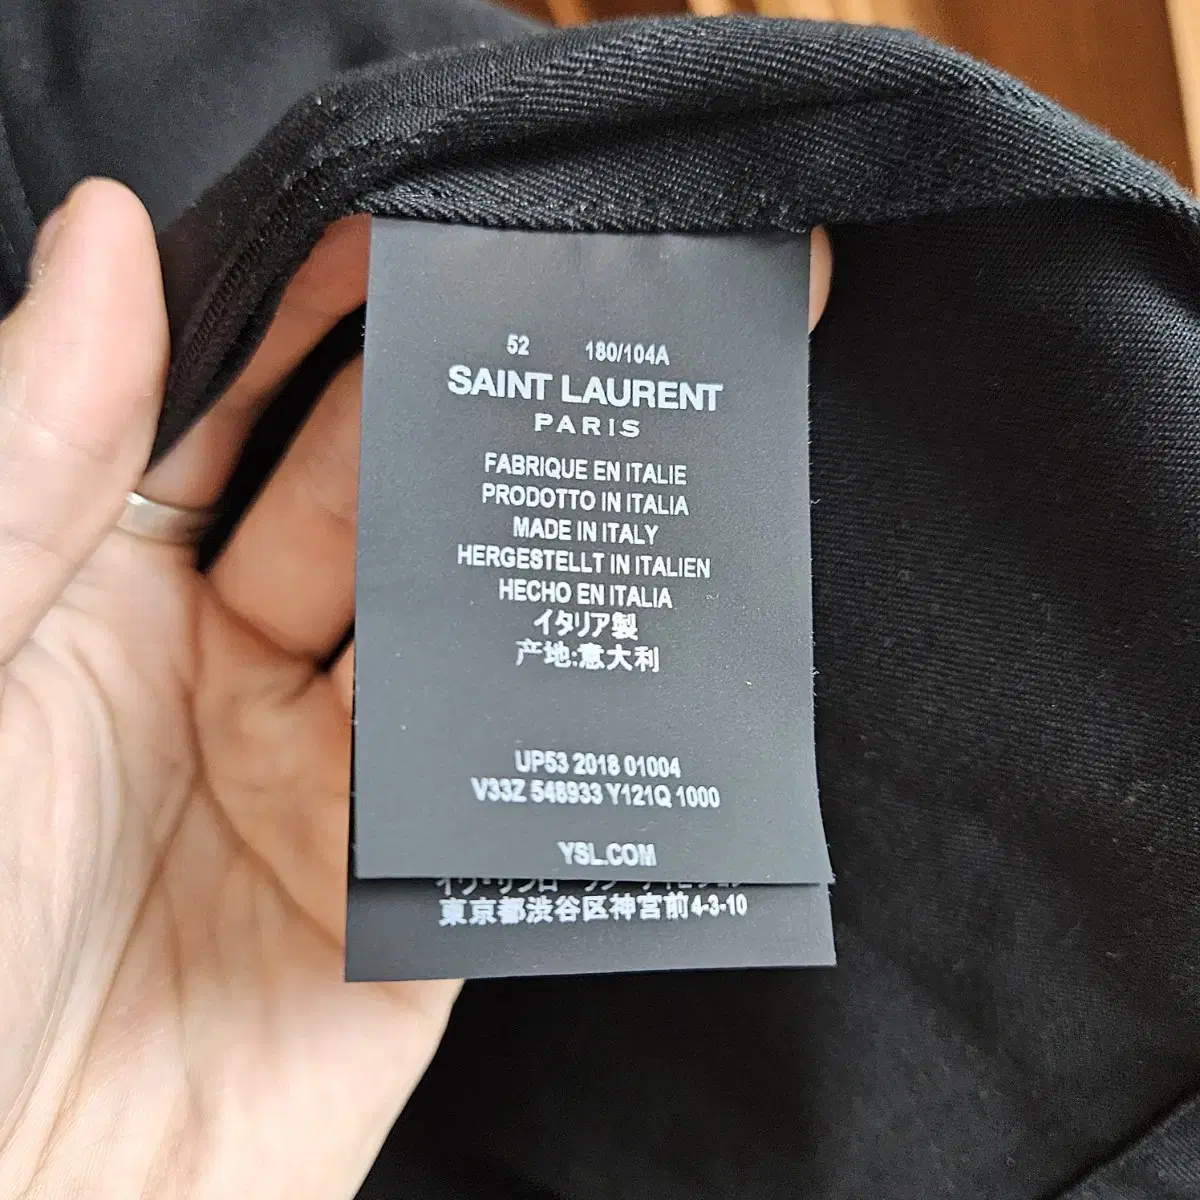 52 180/104A
SAINT LAURENT
PARIS
FABRIQUE EN ITALIE
PRODOTTO IN ITALIA
MADE IN ITALY
HERGESTELLT IN ITALIEN
HECHO EN ITALIA
イタリア製
产地:意大利
UP53 2018 01004
V33Z 548933 Y121Q 1000
YSL.COM
東京都渋谷区神宮前4-3-10